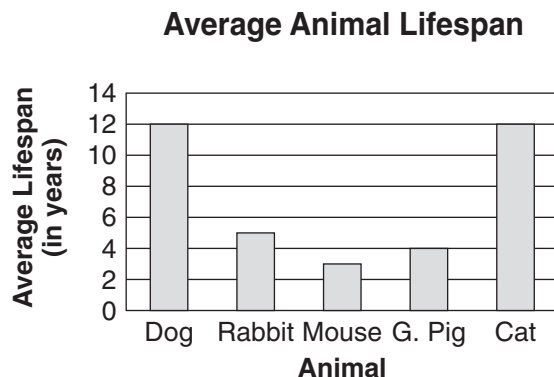 Average Animal Lifespan
Average Lifespan
(in years)
14
12
10
8
6
4
2
0
Dog Rabbit Mouse G. Pig Cat
Animal